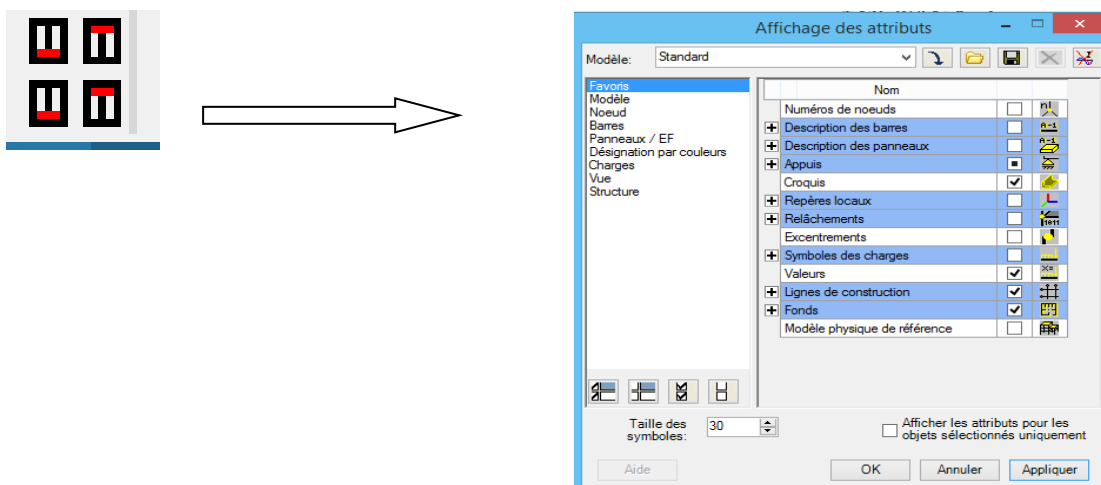 Affichage des attributs
Modèle: Standard
Favoris
Modèle
Noeud
Barres
Panneaux / EF
Désignation par couleurs
Charges
Vue
Structure
Nom
Numéros de noeuds
Description des barres
Description des panneaux
Appuis
Croquis
Repères locaux
Relâchements
Excentrements
Symboles des charges
Valeurs
Lignes de construction
Fonds
Modèle physique de référence
Taille des
symboles:
30
Afficher les attributs pour les
objets sélectionnés uniquement
Aide OK Annuler Appliquer